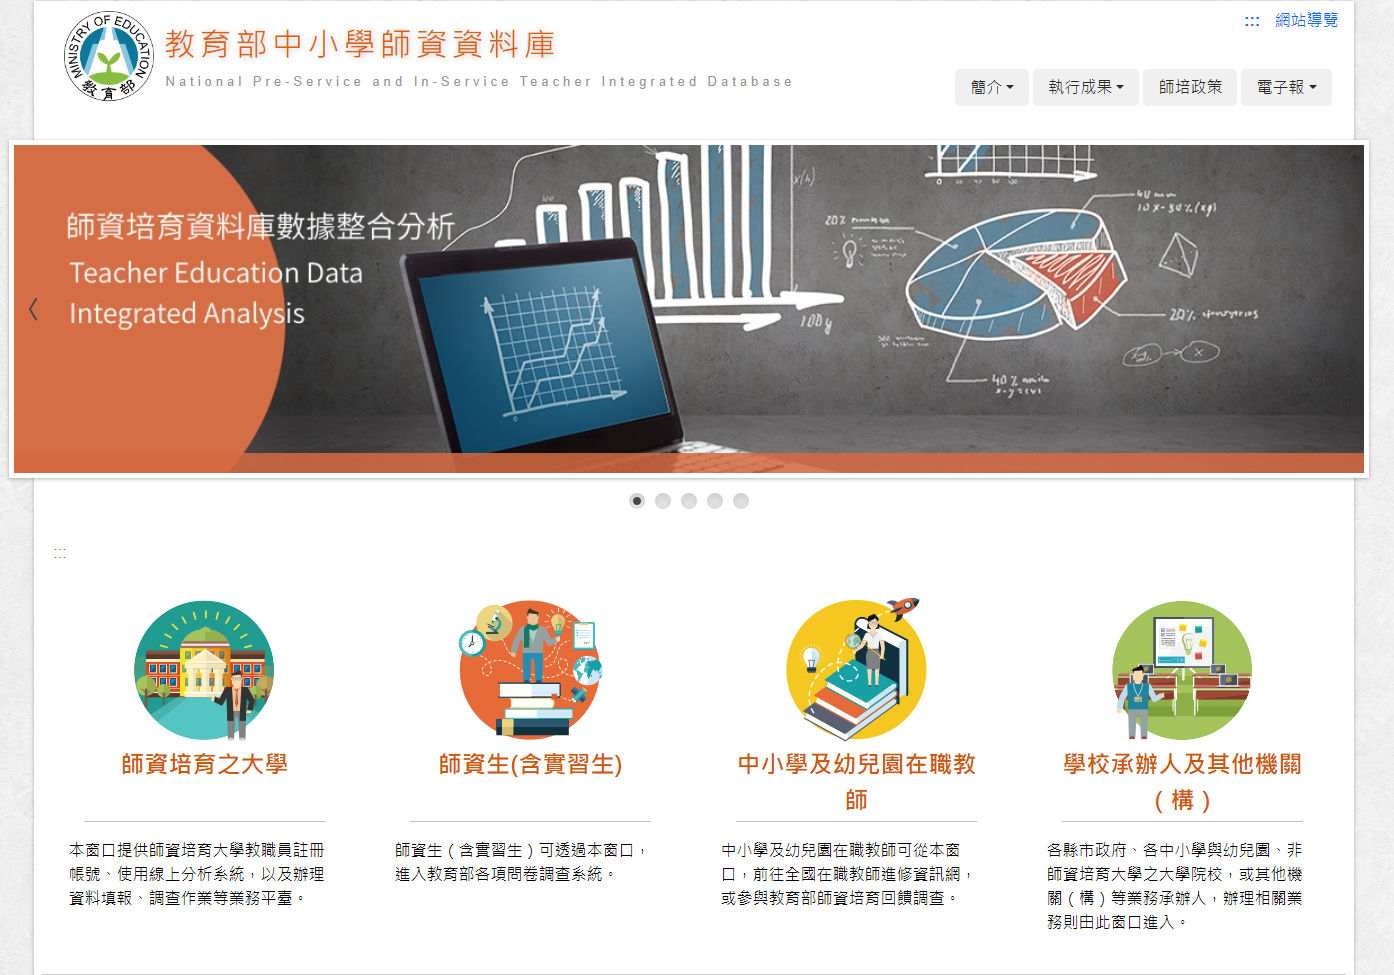 ::: 網站導覽
MINISTRY OF EDUCATION
教育部
教育部中小學師資資料庫
National Pre-Service and In-Service Teacher Integrated Database
簡介 執行成果 師培政策 電子報
師資培育資料庫數據整合分析
Teacher Education Data
Integrated Analysis
x(h)
20%
40 mm
10 x-30% (xg)
20%
100y
40%
x-y
:::
師資培育之大學
本窗口提供師資培育大學教職員註冊
帳號、使用線上分析系統，以及辦理
資料填報、調查作業等業務平臺。
師資生(含實習生)
師資生（含實習生）可透過本窗口，
進入教育部各項問卷調查系統。
中小學及幼兒園在職教
師
中小學及幼兒園在職教師可從本窗
口，前往全國在職教師進修資訊網，
或參與教育部師資培育回饋調查。
學校承辦人及其他機關
（構）
各縣市政府、各中小學與幼兒園、非
師資培育大學之大學院校，或其他機
關（構）等業務承辦人，辦理相關業
務則由此窗口進入。